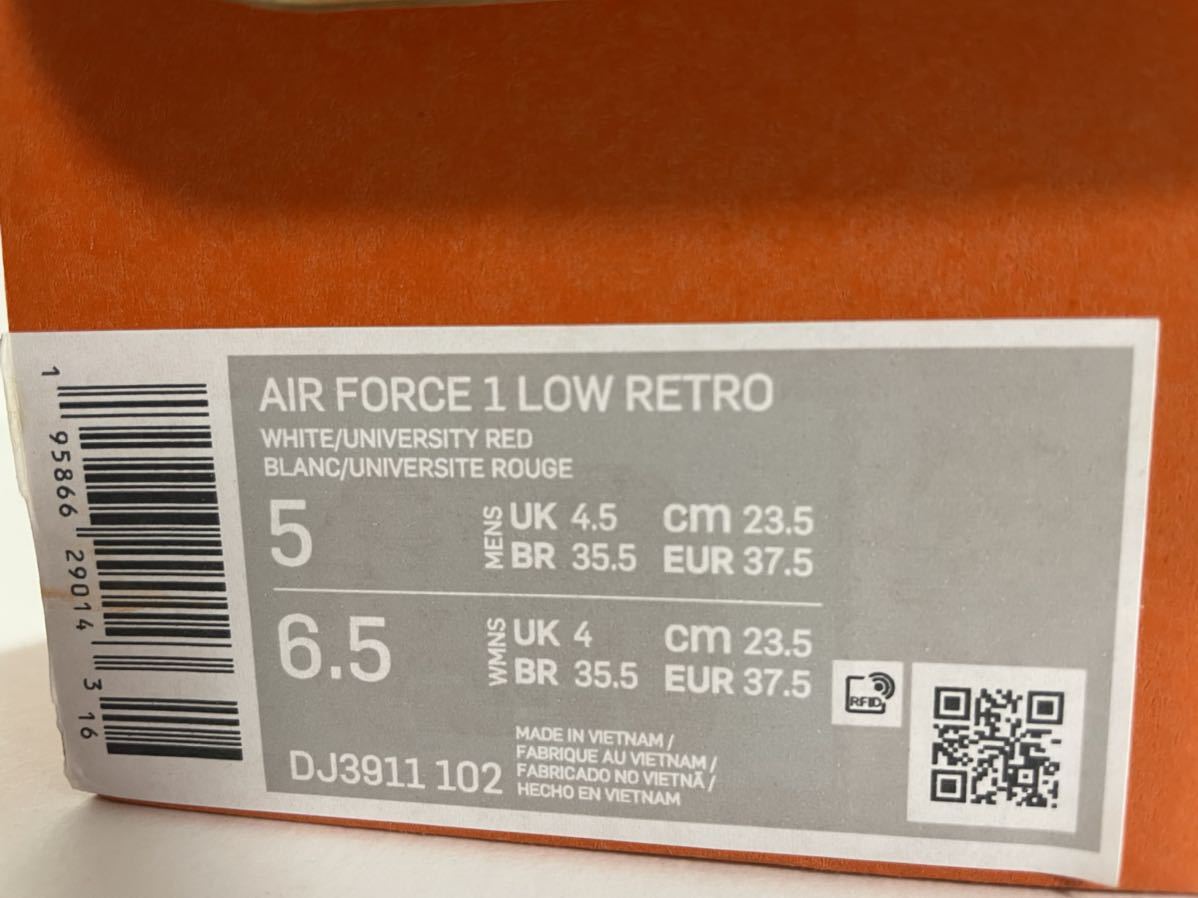 AIR FORCE 1 LOW RETRO
WHITE/UNIVERSITY RED
BLANC/UNIVERSITE ROUGE
5 MENS UK 4.5 cm 23.5
BR 35.5 EUR 37.5
6.5 WMNS UK 4 cm 23.5
BR 35.5 EUR 37.5
DJ3911 102
MADE IN VIETNAM /
FABRIQUE AU VIETNAM /
FABRICADO NO VIETNÃ /
HECHO EN VIETNAM
RFID
1 95866 29014 3 16